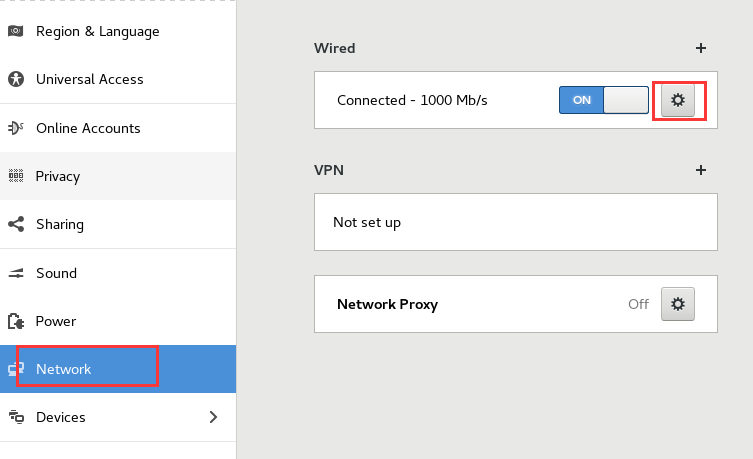 Region & Language
Universal Access
Online Accounts
Privacy
Sharing
Sound
Power
Network
Devices
Wired
Connected - 1000 Mb/s ON
VPN
Not set up
Network Proxy Off